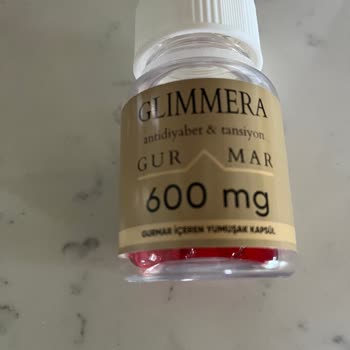 GLIMMERA
antidiyabet & tansiyon
GUR MAR
600 mg
GURMAR İÇEREN YUMUŞAK KAPSÜL